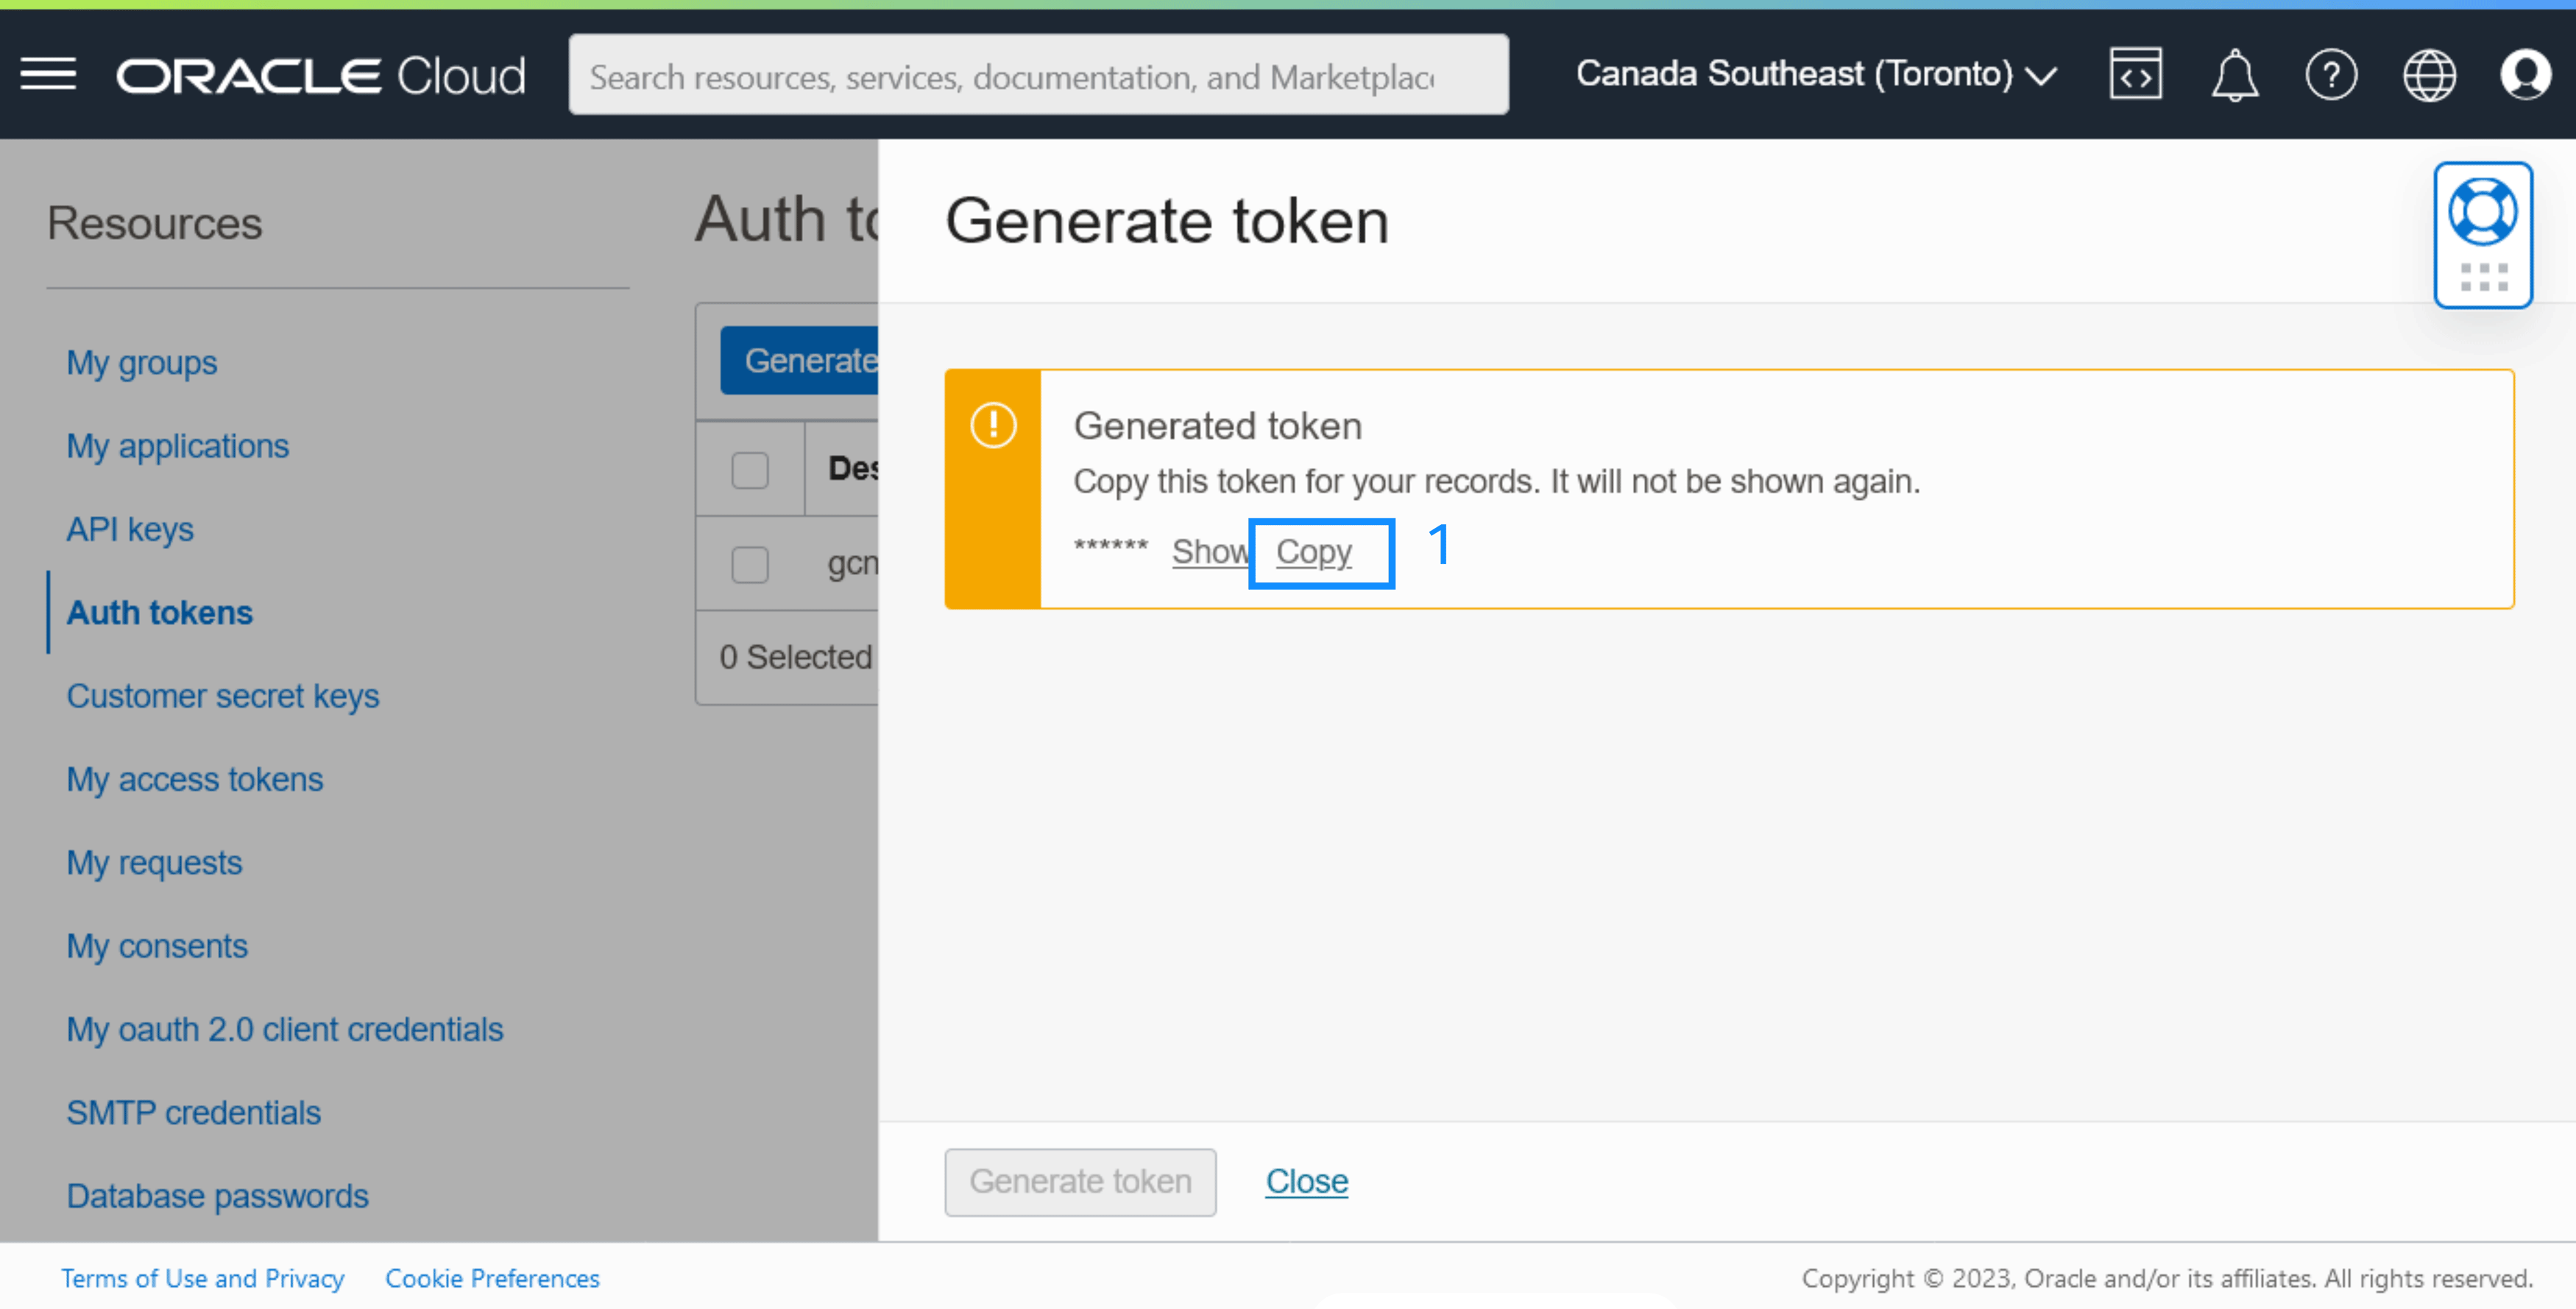 ORACLE Cloud
Search resources, services, documentation, and Marketplac
Canada Southeast (Toronto)
Resources
My groups
My applications
API keys
Auth tokens
Customer secret keys
My access tokens
My requests
My consents
My oauth 2.0 client credentials
SMTP credentials
Database passwords
Auth to
Generate
Des
gcn
0 Selected
Generate token
Generated token
Copy this token for your records. It will not be shown again.
****** Show Copy 1
Generate token Close
Terms of Use and Privacy Cookie Preferences
Copyright © 2023, Oracle and/or its affiliates. All rights reserved.